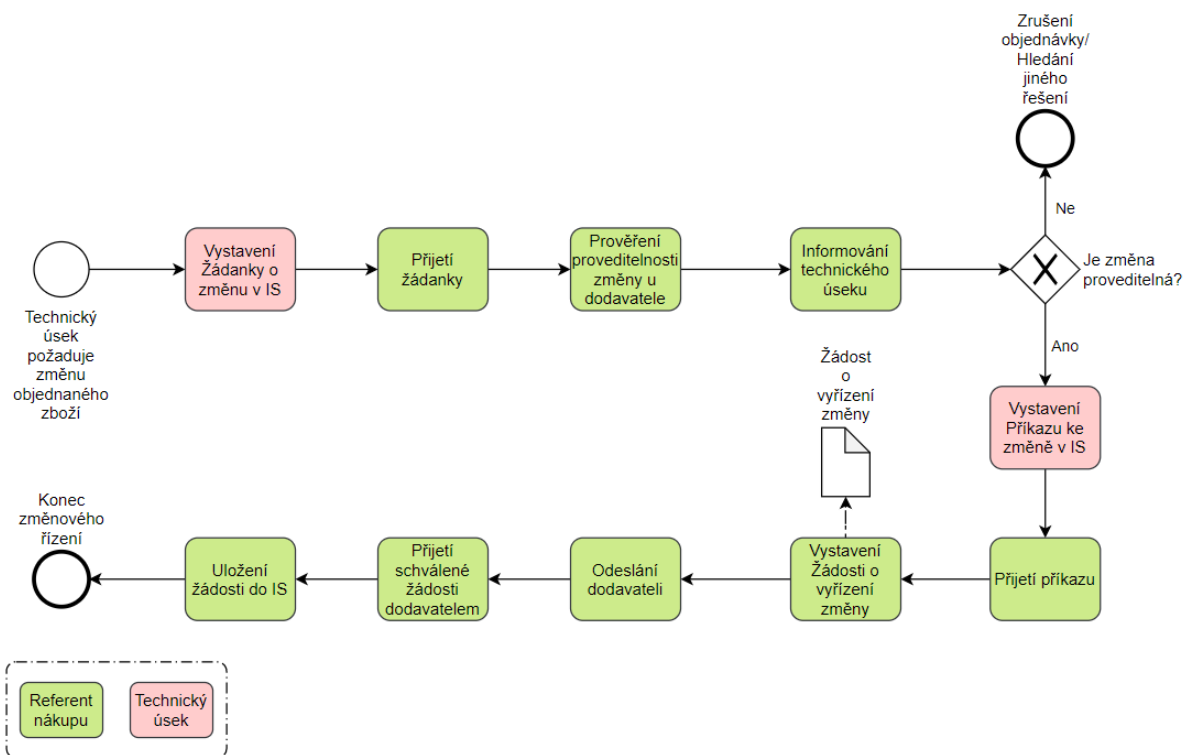 Zrušení
objednávky/
Hledání
jiného
řešení
Ne
Technický
úsek
požaduje
změnu
objednaného
zboží
Vystavení
Žádanky o
změnu v IS
Přijetí
žádanky
Prověření
proveditelnosti
změny u
dodavatele
Informování
technického
úseku
Je změna
proveditelná?
Ano
Vystavení
Příkazu ke
změně v IS
Přijetí příkazu
Žádost
o
vyřízení
změny
Vystavení
Žádosti o
vyřízení
změny
Odeslání
dodavateli
Přijetí
schválené
žádosti
dodavatelem
Uložení
žádosti do IS
Konec
změnového
řízení
Referent
nákupu
Technický
úsek